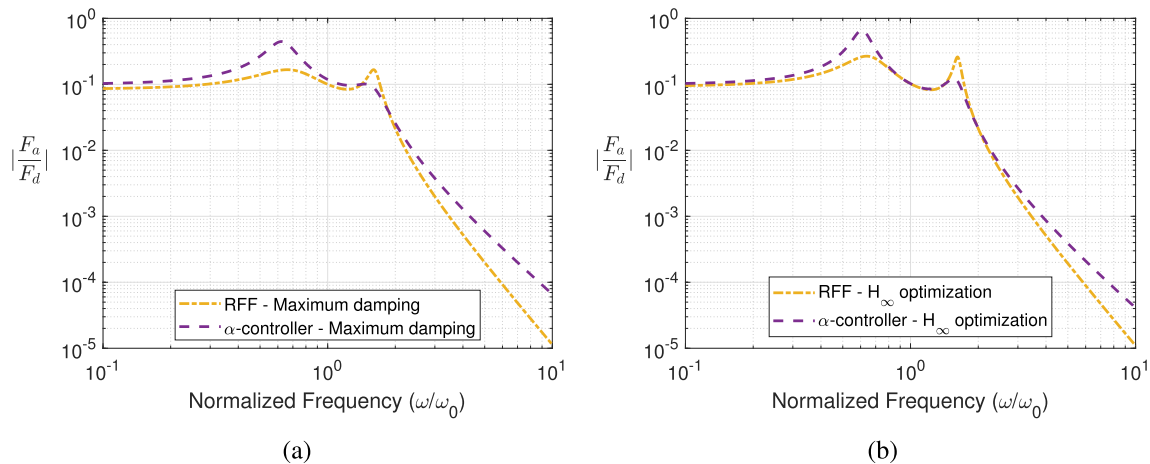 10^0
10^-1
10^-2
10^-3
10^-4
10^-5
|F_a/F_d|
RFF - Maximum damping
α-controller - Maximum damping
10^-1
10^0
10^1
Normalized Frequency (ω/ω_0)
(a)
10^0
10^-1
10^-2
10^-3
10^-4
10^-5
|F_a/F_d|
RFF - H_∞ optimization
α-controller - H_∞ optimization
10^-1
10^0
10^1
Normalized Frequency (ω/ω_0)
(b)